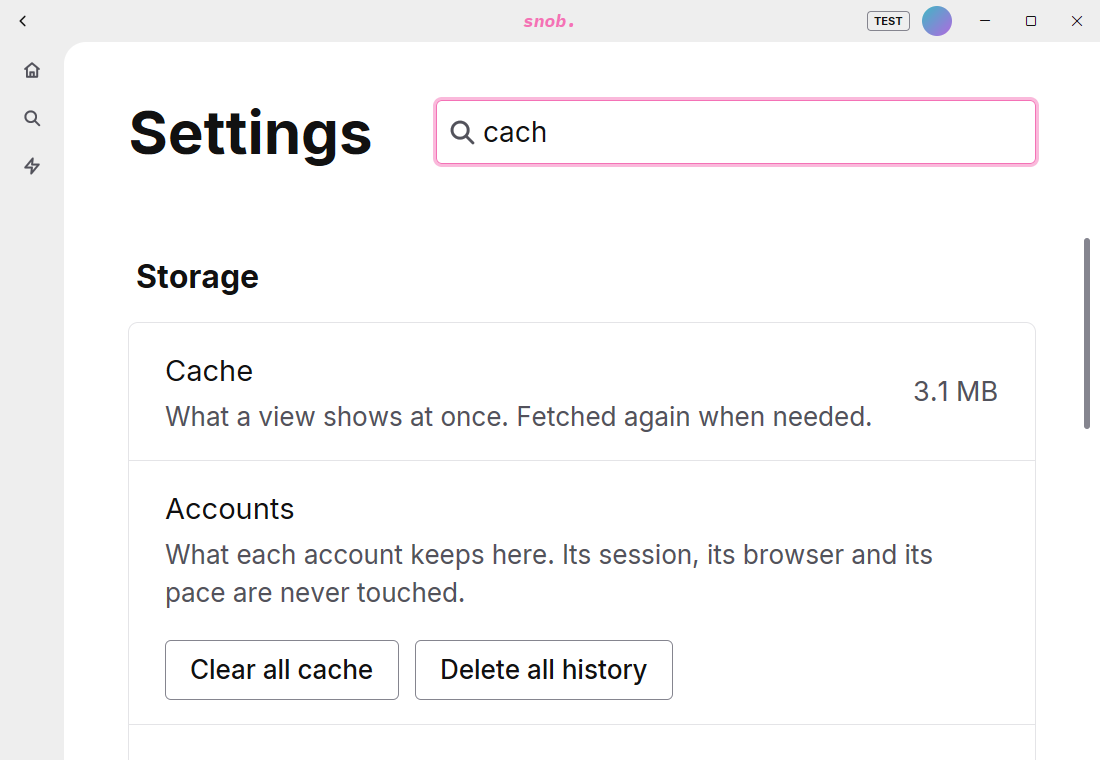 snob.
TEST
Settings
cach
Storage
Cache
What a view shows at once. Fetched again when needed.
3.1 MB
Accounts
What each account keeps here. Its session, its browser and its
pace are never touched.
Clear all cache
Delete all history